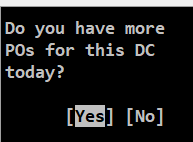 Do you have more
POs for this DC
today?
[Yes] [No]